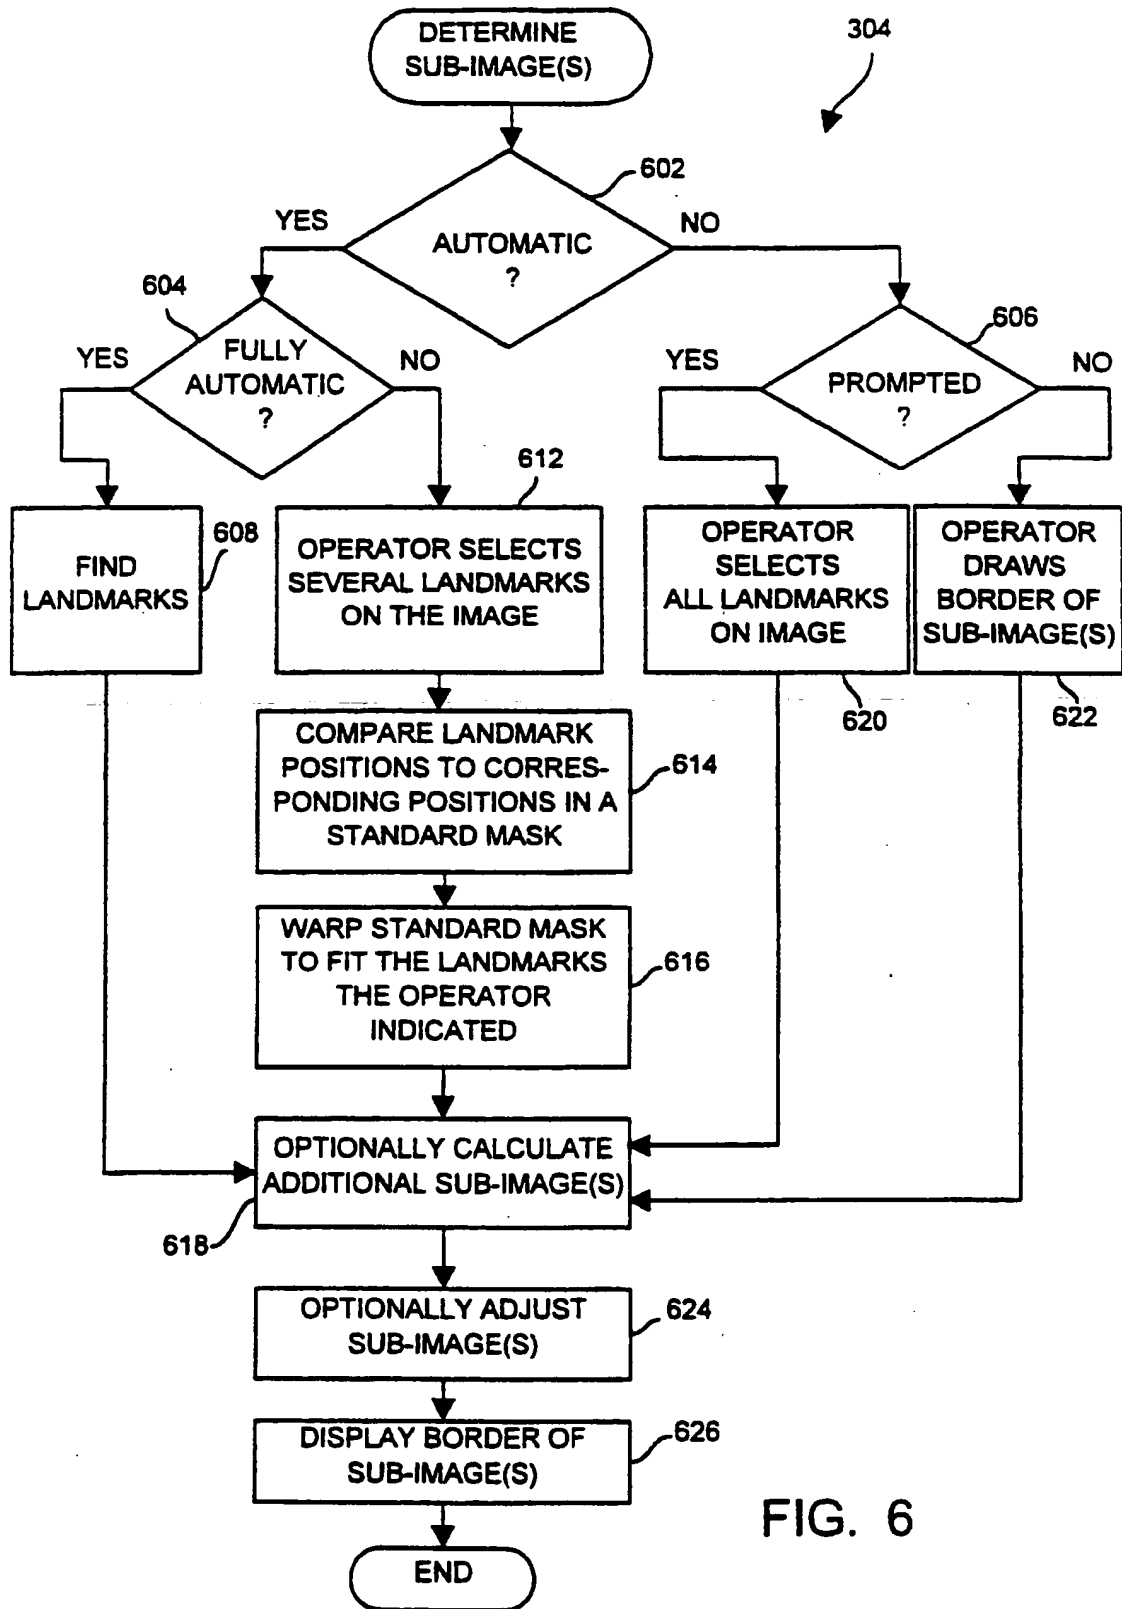 DETERMINE
SUB-IMAGE(S)
304
602
YES
NO
AUTOMATIC
?
604
606
YES
FULLY
AUTOMATIC
?
NO
YES
PROMPTED
?
NO
612
608
FIND
LANDMARKS
OPERATOR SELECTS
SEVERAL LANDMARKS
ON THE IMAGE
OPERATOR
SELECTS
ALL LANDMARKS
ON IMAGE
OPERATOR
DRAWS
BORDER OF
SUB-IMAGE(S)
620
622
COMPARE LANDMARK
POSITIONS TO CORRES-
PONDING POSITIONS IN A
STANDARD MASK
614
WARP STANDARD MASK
TO FIT THE LANDMARKS
THE OPERATOR
INDICATED
616
OPTIONALLY CALCULATE
ADDITIONAL SUB-IMAGE(S)
618
OPTIONALLY ADJUST
SUB-IMAGE(S)
624
DISPLAY BORDER OF
SUB-IMAGE(S)
626
END
FIG. 6